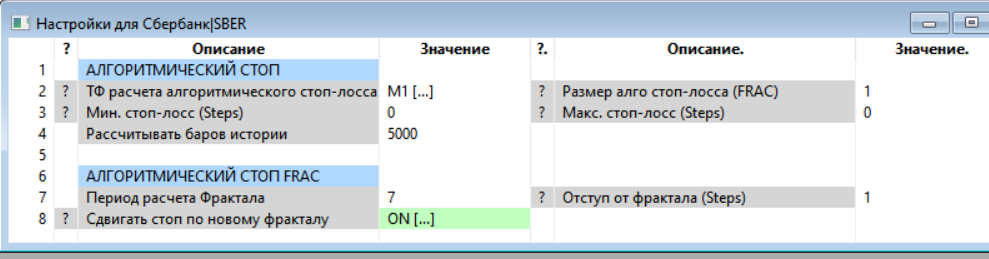 Настройки для Сбербанк|SBER
? Описание Значение ?. Описание. Значение.
1 АЛГОРИТМИЧЕСКИЙ СТОП
2 ? ТФ расчета алгоритмического стоп-лосса M1 [...] ? Размер алго стоп-лосса (FRAC) 1
3 ? Мин. стоп-лосс (Steps) 0 ? Макс. стоп-лосс (Steps) 0
4 Рассчитывать баров истории 5000
5
6 АЛГОРИТМИЧЕСКИЙ СТОП FRAC
7 Период расчета Фрактала 7 ? Отступ от фрактала (Steps) 1
8 ? Сдвигать стоп по новому фракталу ON [...]